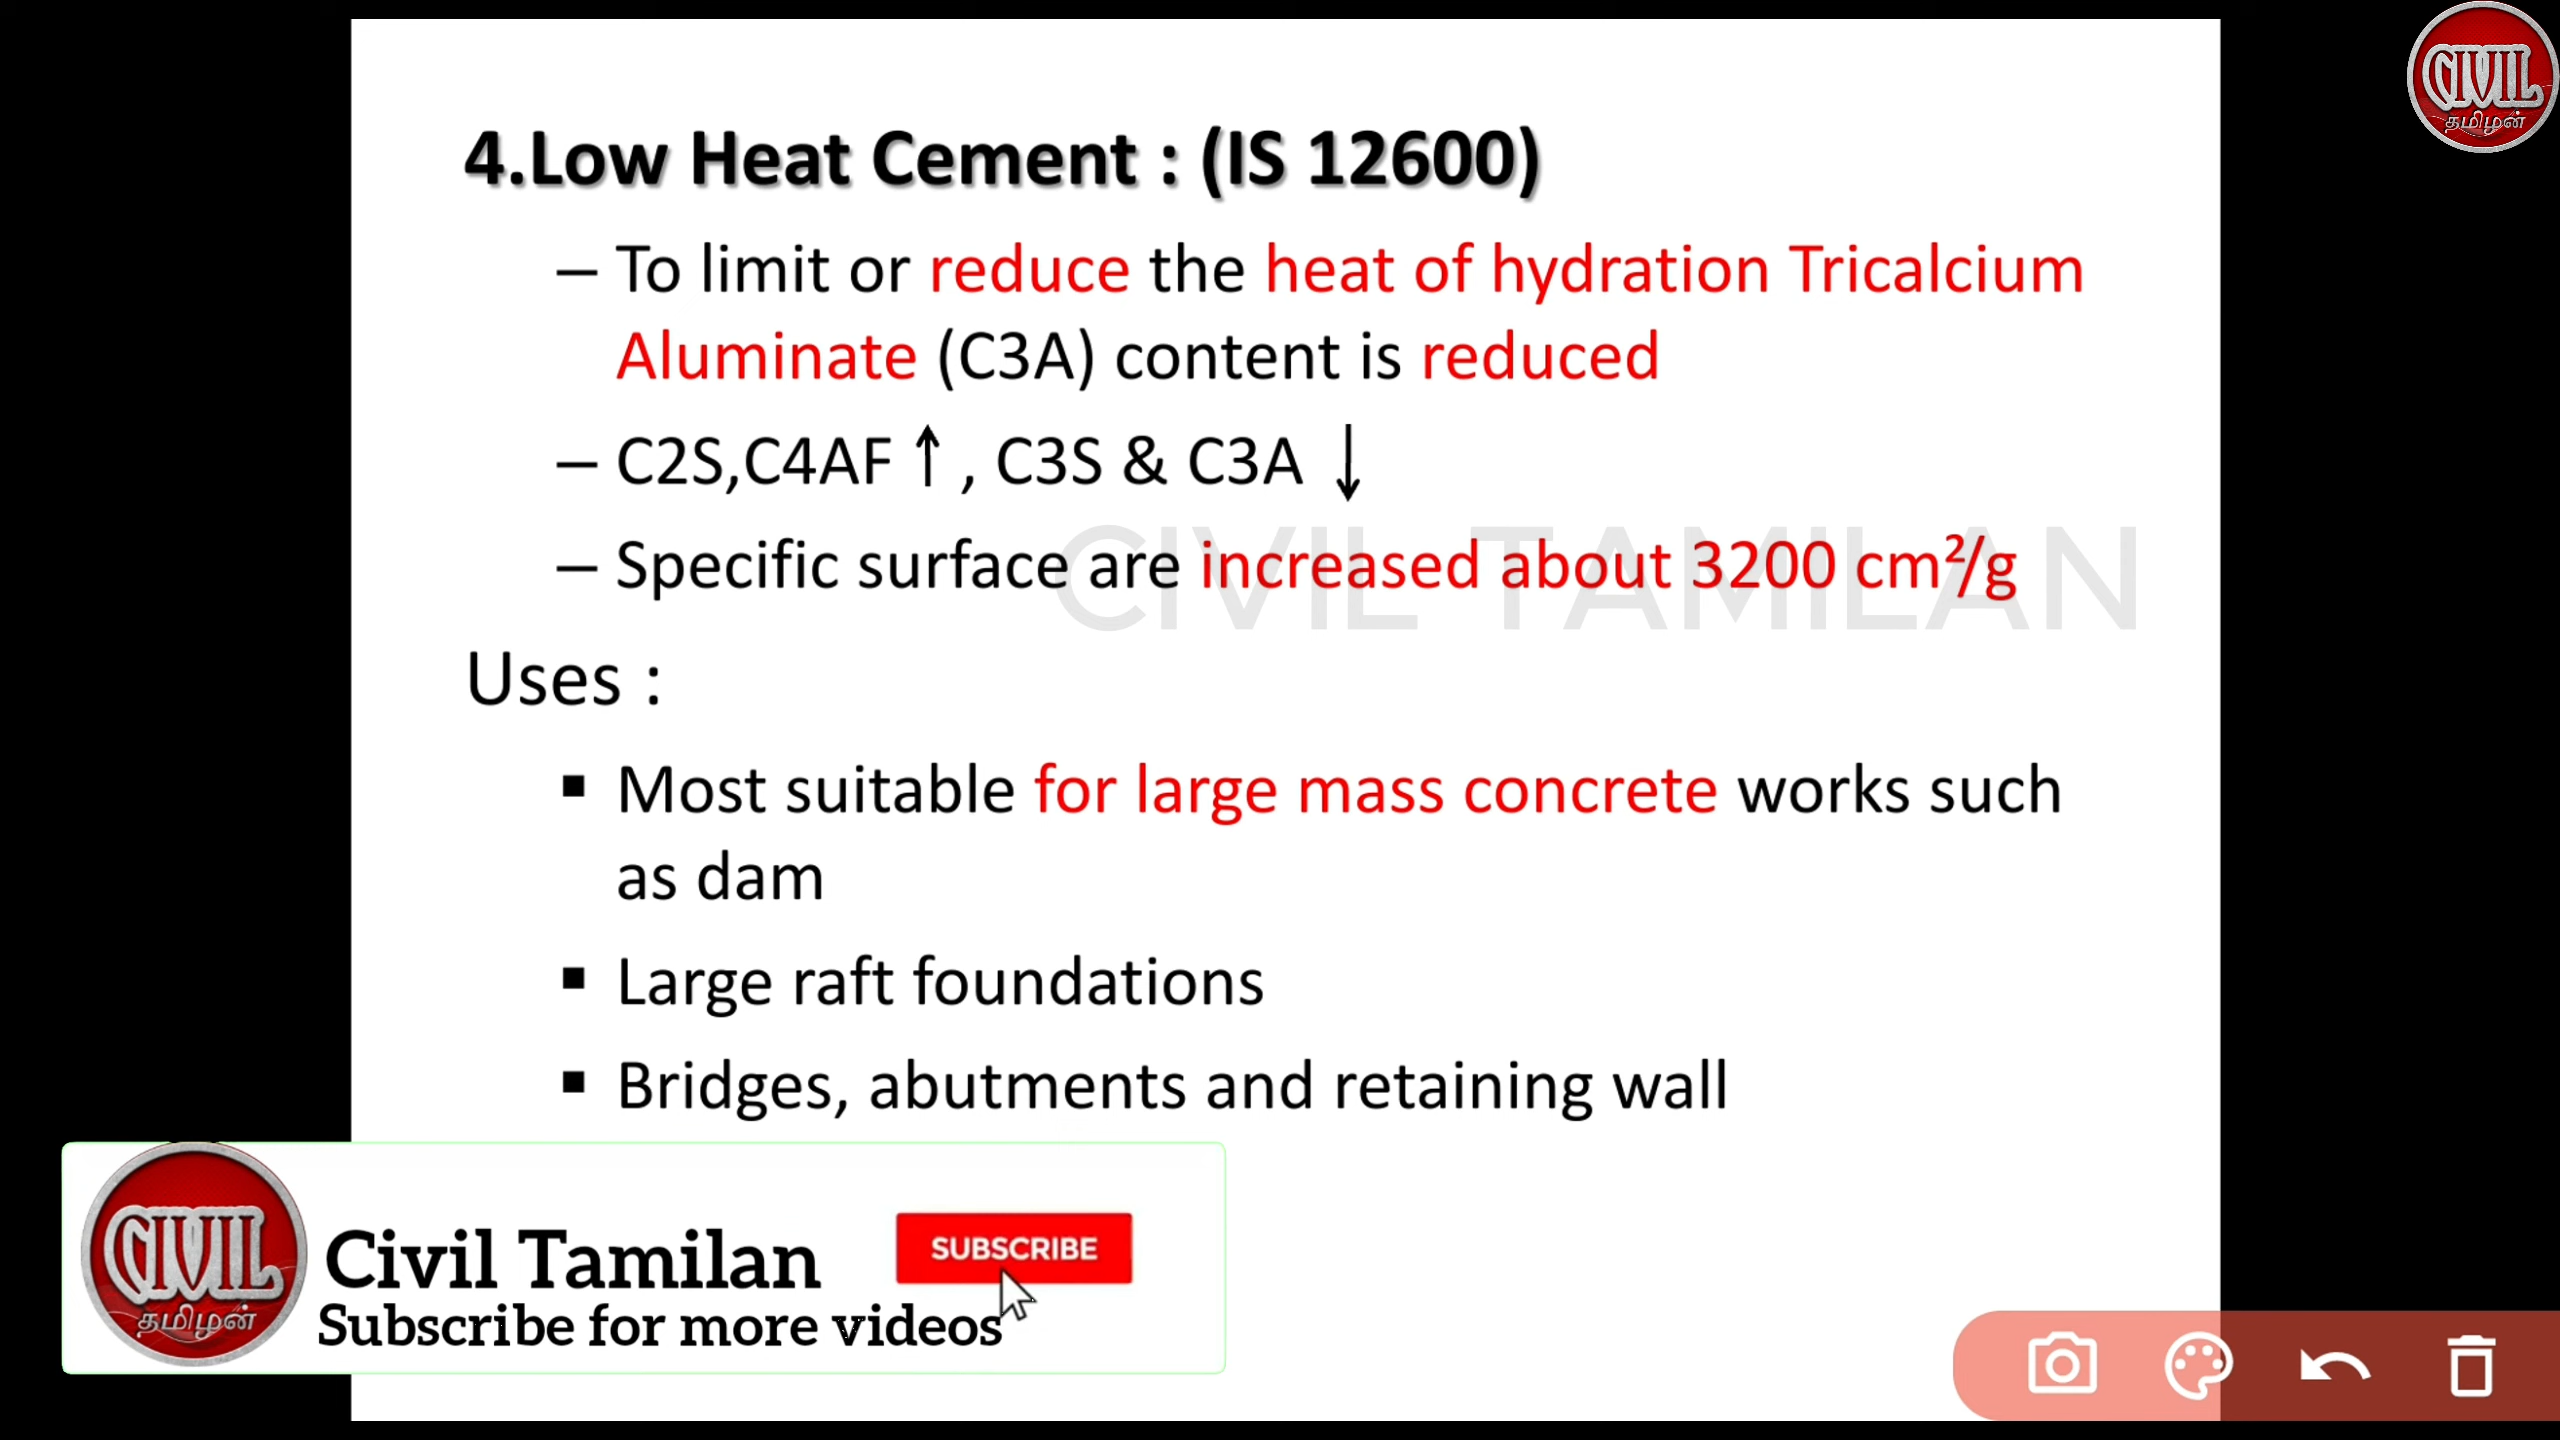 CIVIL
தமிழன்
4.Low Heat Cement : (IS 12600)
– To limit or reduce the heat of hydration Tricalcium
Aluminate (C3A) content is reduced
– C2S,C4AF ↑ , C3S & C3A ↓
– Specific surface are increased about 3200 cm²/g
CIVIL TAMILAN
Uses :
▪ Most suitable for large mass concrete works such
as dam
▪ Large raft foundations
▪ Bridges, abutments and retaining wall
CIVIL
தமிழன்
Civil Tamilan
SUBSCRIBE
Subscribe for more videos